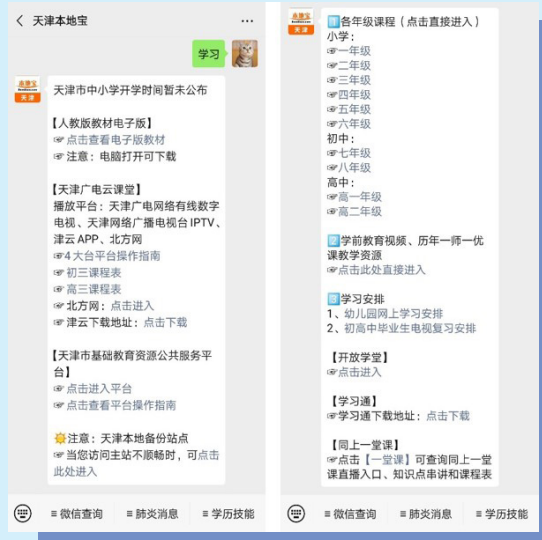 天津本地宝
学习
本地宝
天津
天津市中小学开学时间暂未公布
【人教版教材电子版】
☞点击查看电子版教材
☞注意：电脑打开可下载
【天津广电云课堂】
播放平台：天津广电网络有线数字
电视、天津网络广播电视台IPTV、
津云APP、北方网
☞4大台平台操作指南
☞初三课程表
☞高三课程表
☞北方网：点击进入
☞津云下载地址：点击下载
【天津市基础教育资源公共服务平
台】
☞点击进入平台
☞点击查看平台操作指南
注意：天津本地备份站点
☞当您访问主站不顺畅时，可点击
此处进入
微信查询
肺炎消息
学历技能
本地宝
天津
1️⃣各年级课程（点击直接进入）
小学：
☞一年级
☞二年级
☞三年级
☞四年级
☞五年级
☞六年级
初中：
☞七年级
☞八年级
高中：
☞高一年级
☞高二年级
2️⃣学前教育视频、历年一师一优
课教学资源
☞点击此处直接进入
3️⃣学习安排
1、幼儿园网上学习安排
2、初高中毕业生电视复习安排
【开放学堂】
☞点击进入
【学习通】
☞学习通下载地址：点击下载
【同上一堂课】
☞点击【一堂课】可查询同上一堂
课直播入口、知识点串讲和课程表
微信查询
肺炎消息
学历技能